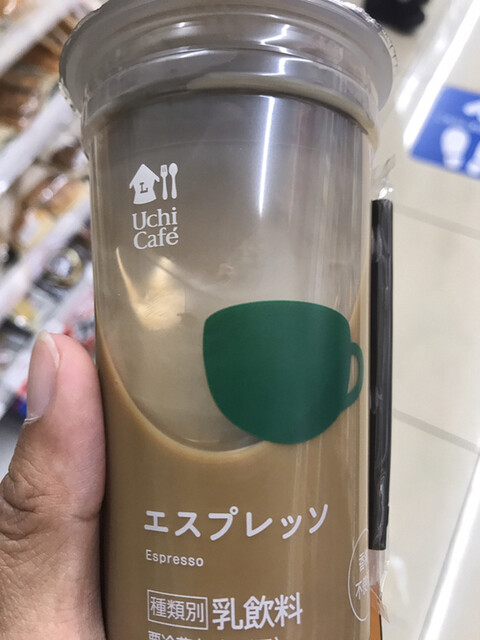 L
Uchi
Café
エスプレッソ
Espresso
種類別 乳飲料